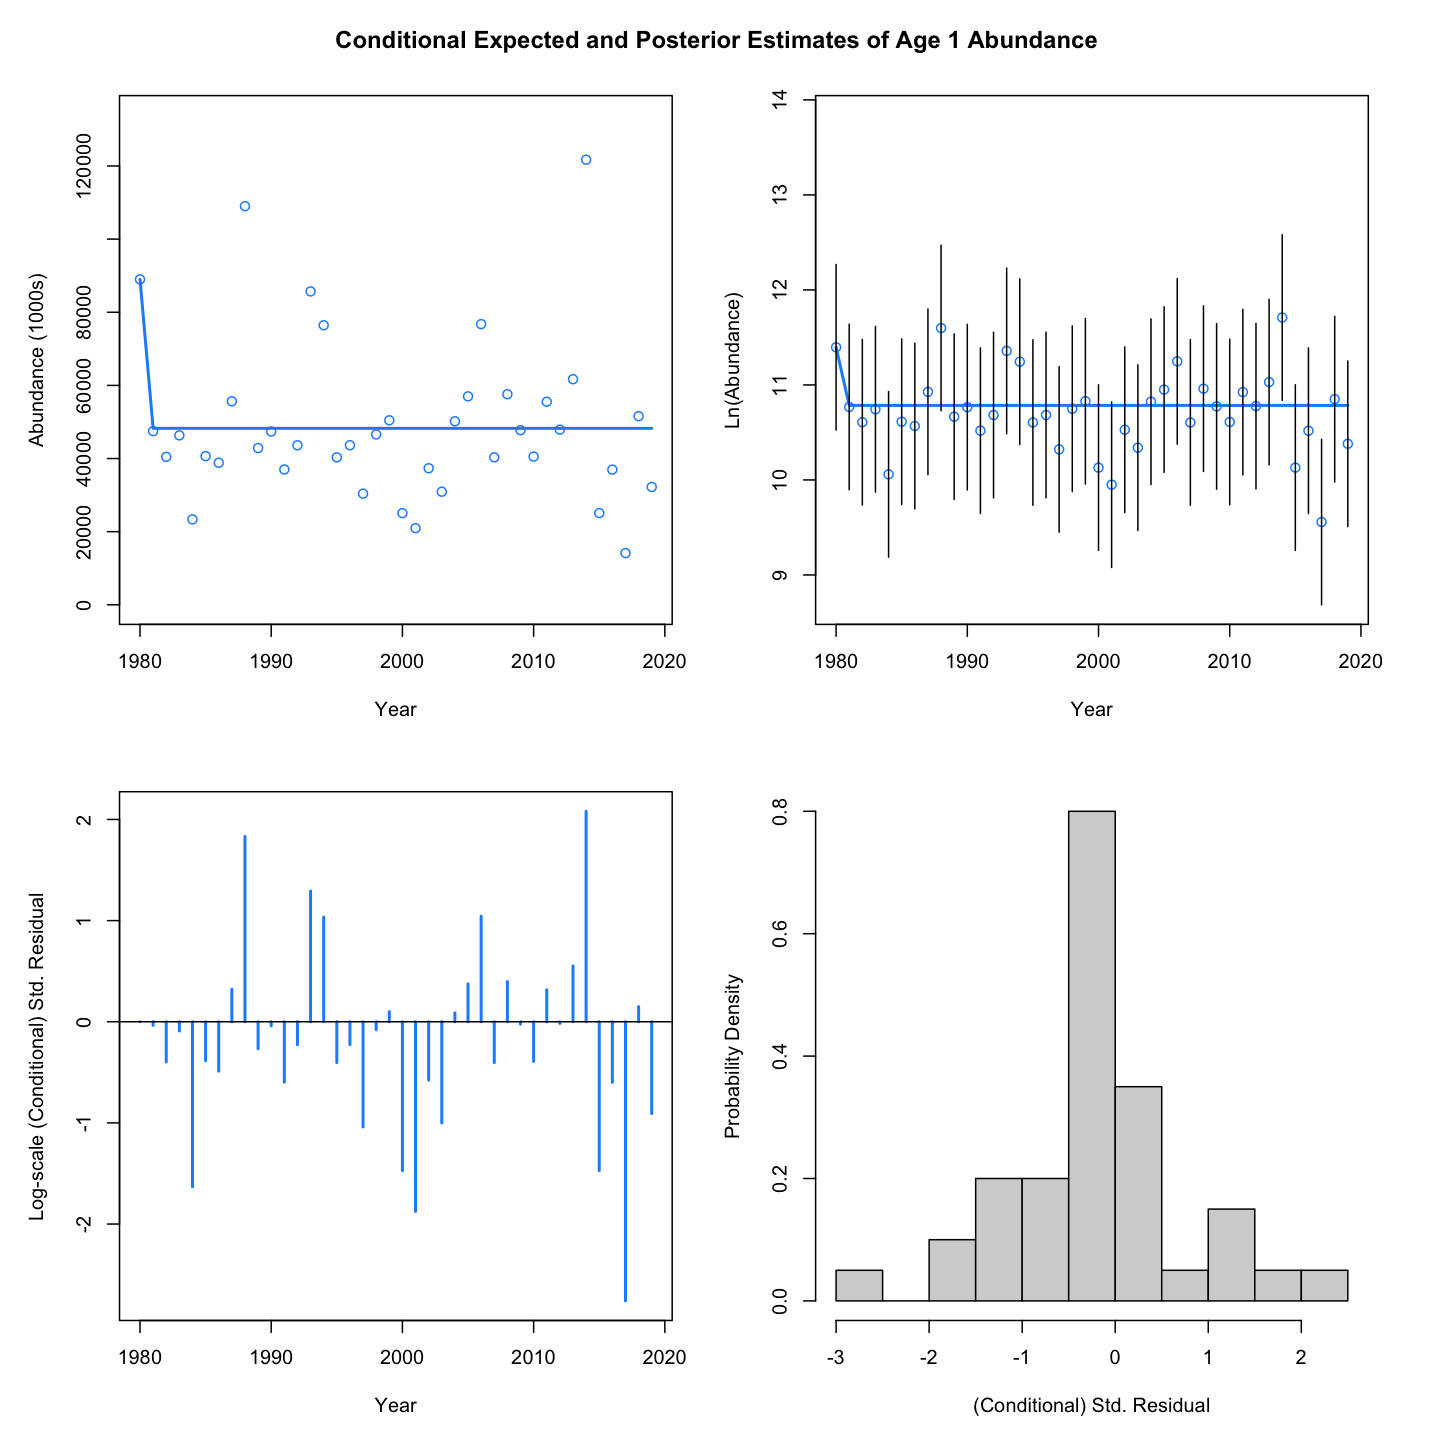 Conditional Expected and Posterior Estimates of Age 1 Abundance
Abundance (1000s)
0 20000 40000 60000 80000 120000
1980 1990 2000 2010 2020
Year
Ln(Abundance)
9 10 11 12 13 14
1980 1990 2000 2010 2020
Year
Log-scale (Conditional) Std. Residual
-2 -1 0 1 2
1980 1990 2000 2010 2020
Year
Probability Density
0.0 0.2 0.4 0.6 0.8
-3 -2 -1 0 1 2
(Conditional) Std. Residual